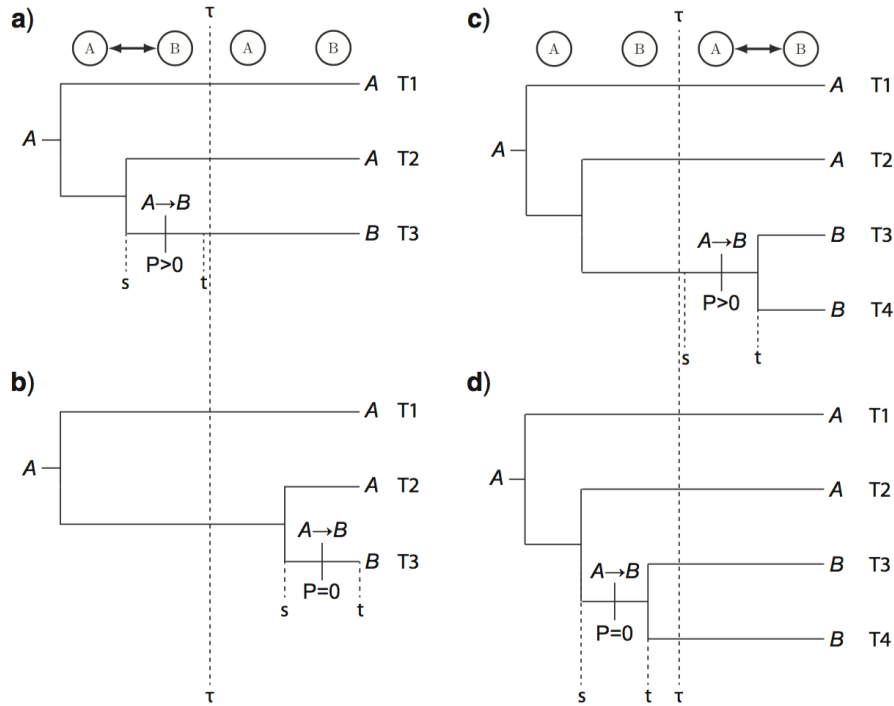 a)
τ
A B A B
A T1
A
A T2
A→B
B T3
P>0
s t
b)
A T1
A
A T2
A→B
B T3
P=0
s t
τ
c)
τ
A B A B
A T1
A
A T2
A→B
B T3
P>0
B T4
s t
d)
A T1
A
A T2
A→B
B T3
P=0
B T4
s t τ